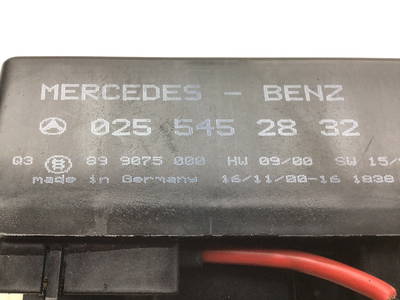 MERCEDES - BENZ
025 545 28 32
Q3 89 9075 000 HW 09/00 SW 15/
made in Germany 16/11/00-16 1838